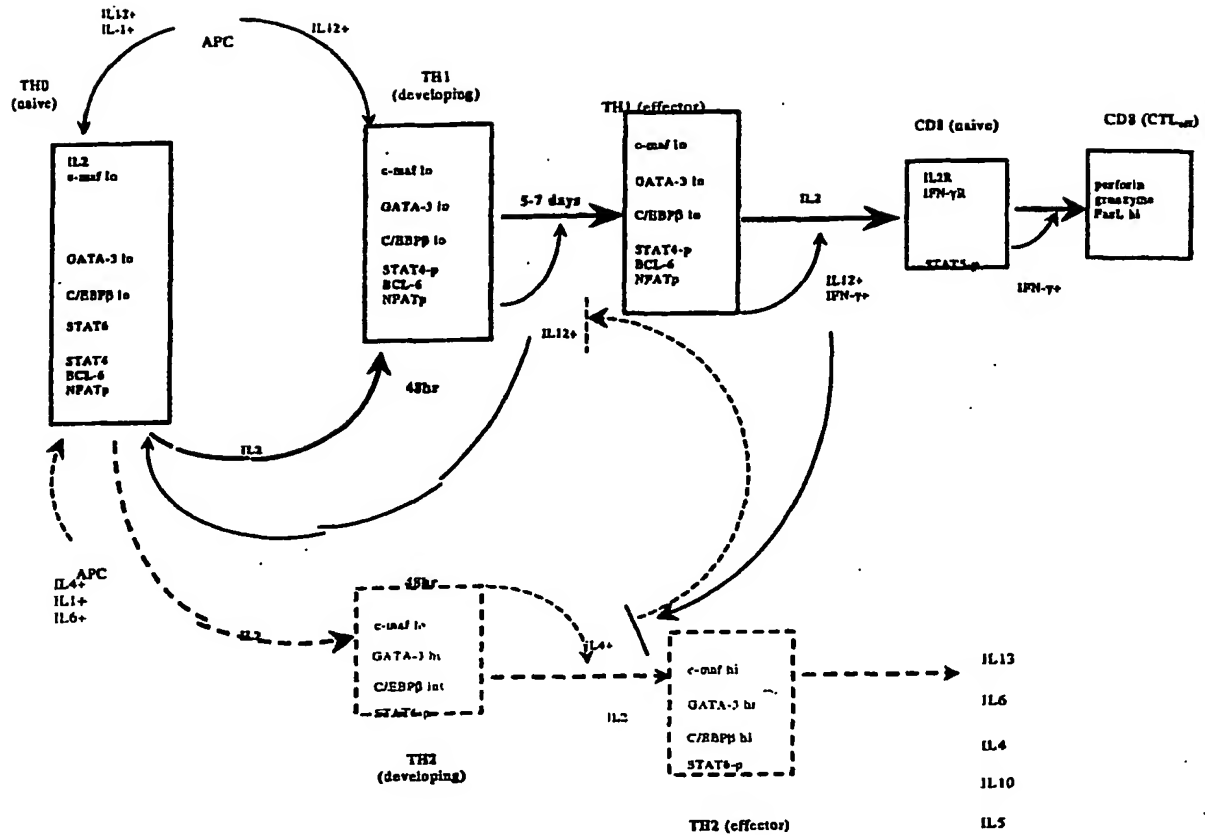 IL12+
IL-1+
APC
IL12+
TH0
(naive)
TH1
(developing)
TH1 (effector)
CD8 (naive)
CD8 (CTLeff)
IL2
c-maf lo
GATA-3 lo
C/EBPβ lo
STAT6
STAT4
BCL-6
NFATp
c-maf lo
GATA-3 lo
C/EBPβ lo
STAT4-p
BCL-6
NFATp
5-7 days
c-maf lo
GATA-3 lo
C/EBPβ lo
STAT4-p
BCL-6
NFATp
IL2
IL2R
IFN-γR
STAT5-p
perforin
granzyme
FasL hi
IL12+
IFN-γ+
IFN-γ+
IL12+
48hr
IL2
APC
IL4+
IL1+
IL6+
IL2
48hr
c-maf lo
GATA-3 hi
C/EBPβ int
STAT6-p
TH2
(developing)
IL4+
IL2
c-maf hi
GATA-3 hi
C/EBPβ hi
STAT6-p
TH2 (effector)
IL13
IL6
IL4
IL10
IL5